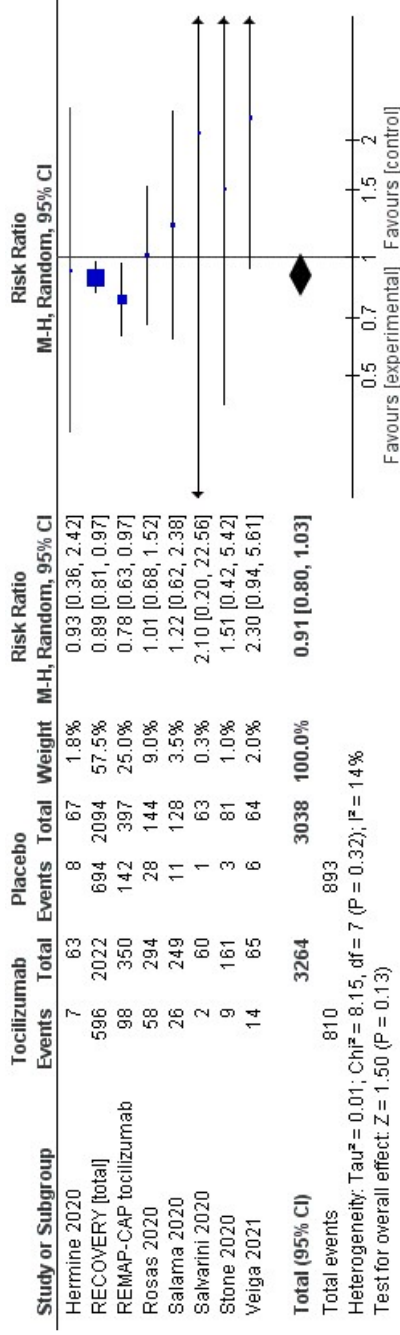 Tocilizumab Placebo Risk Ratio Risk Ratio
Study or Subgroup Events Total Events Total Weight M-H, Random, 95% CI M-H, Random, 95% CI
Hermine 2020 7 63 8 67 1.8% 0.93 [0.36, 2.42]
RECOVERY [total] 596 2022 694 2094 57.5% 0.89 [0.81, 0.97]
REMAP-CAP tocilizumab 98 350 142 397 25.0% 0.78 [0.63, 0.97]
Rosas 2020 58 294 28 144 9.0% 1.01 [0.68, 1.52]
Salama 2020 26 249 11 128 3.5% 1.22 [0.62, 2.38]
Salvarini 2020 2 60 1 63 0.3% 2.10 [0.20, 22.56]
Stone 2020 9 161 3 81 1.0% 1.51 [0.42, 5.42]
Veiga 2021 14 65 6 64 2.0% 2.30 [0.94, 5.61]
Total (95% CI) 3264 3038 100.0% 0.91 [0.80, 1.03]
Total events 810 893
Heterogeneity: Tau² = 0.01; Chi² = 8.15, df = 7 (P = 0.32); I² = 14%
Test for overall effect: Z = 1.50 (P = 0.13)
0.5 0.7 1 1.5 2
Favours [experimental] Favours [control]